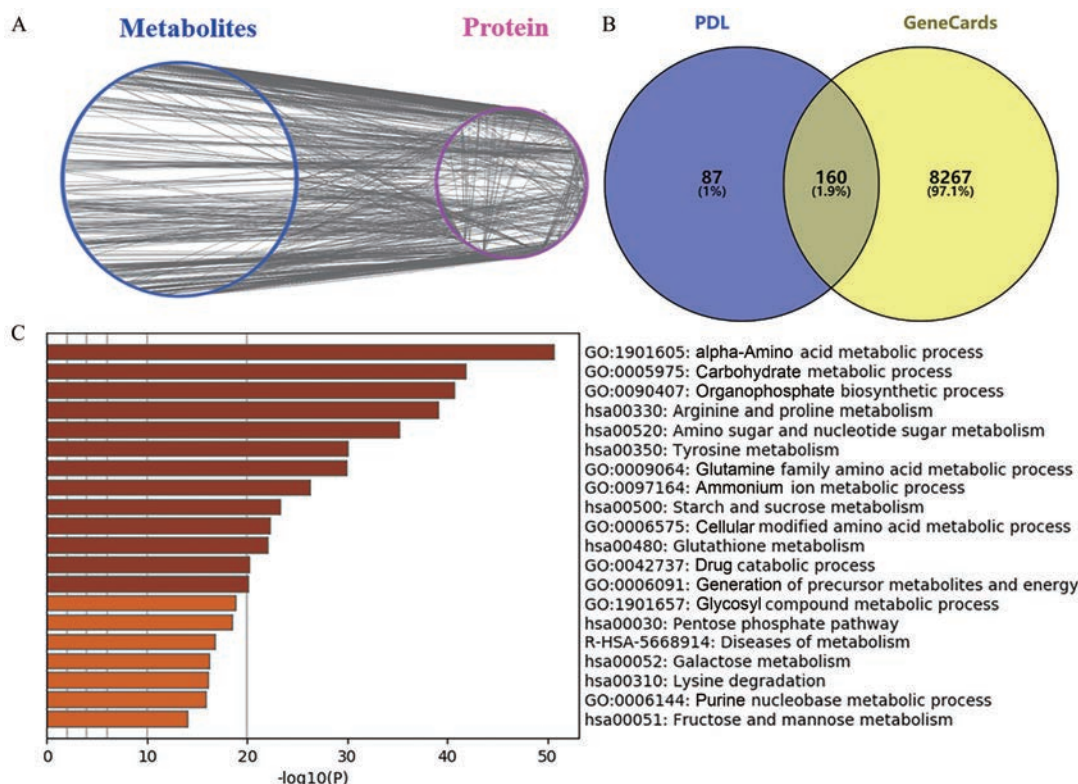 A
Metabolites
Protein
B
PDL
GeneCards
87
(1%)
160
(1.9%)
8267
(97.1%)
C
GO:1901605: alpha-Amino acid metabolic process
GO:0005975: Carbohydrate metabolic process
GO:0090407: Organophosphate biosynthetic process
hsa00330: Arginine and proline metabolism
hsa00520: Amino sugar and nucleotide sugar metabolism
hsa00350: Tyrosine metabolism
GO:0009064: Glutamine family amino acid metabolic process
GO:0097164: Ammonium ion metabolic process
hsa00500: Starch and sucrose metabolism
GO:0006575: Cellular modified amino acid metabolic process
hsa00480: Glutathione metabolism
GO:0042737: Drug catabolic process
GO:0006091: Generation of precursor metabolites and energy
GO:1901657: Glycosyl compound metabolic process
hsa00030: Pentose phosphate pathway
R-HSA-5668914: Diseases of metabolism
hsa00052: Galactose metabolism
hsa00310: Lysine degradation
GO:0006144: Purine nucleobase metabolic process
hsa00051: Fructose and mannose metabolism
0 10 20 30 40 50
-log10(P)